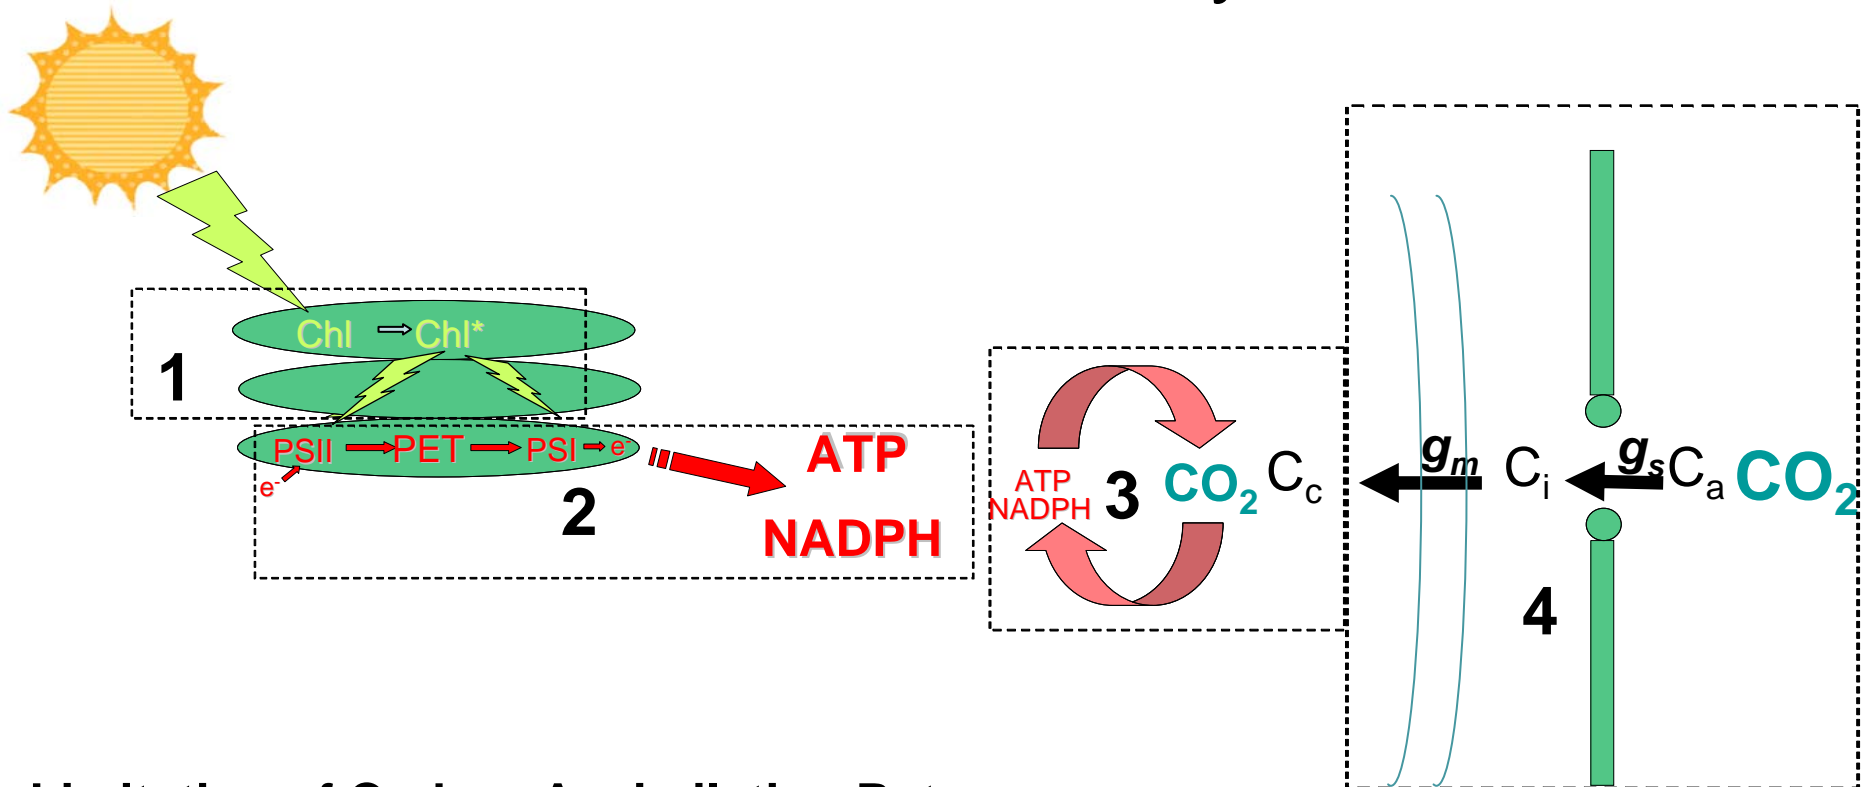 Chl Chl*
1
PSII PET PSI e-
e-
2
ATP
NADPH
ATP
NADPH
3
CO2 Cc
gm Ci gs Ca CO2
4